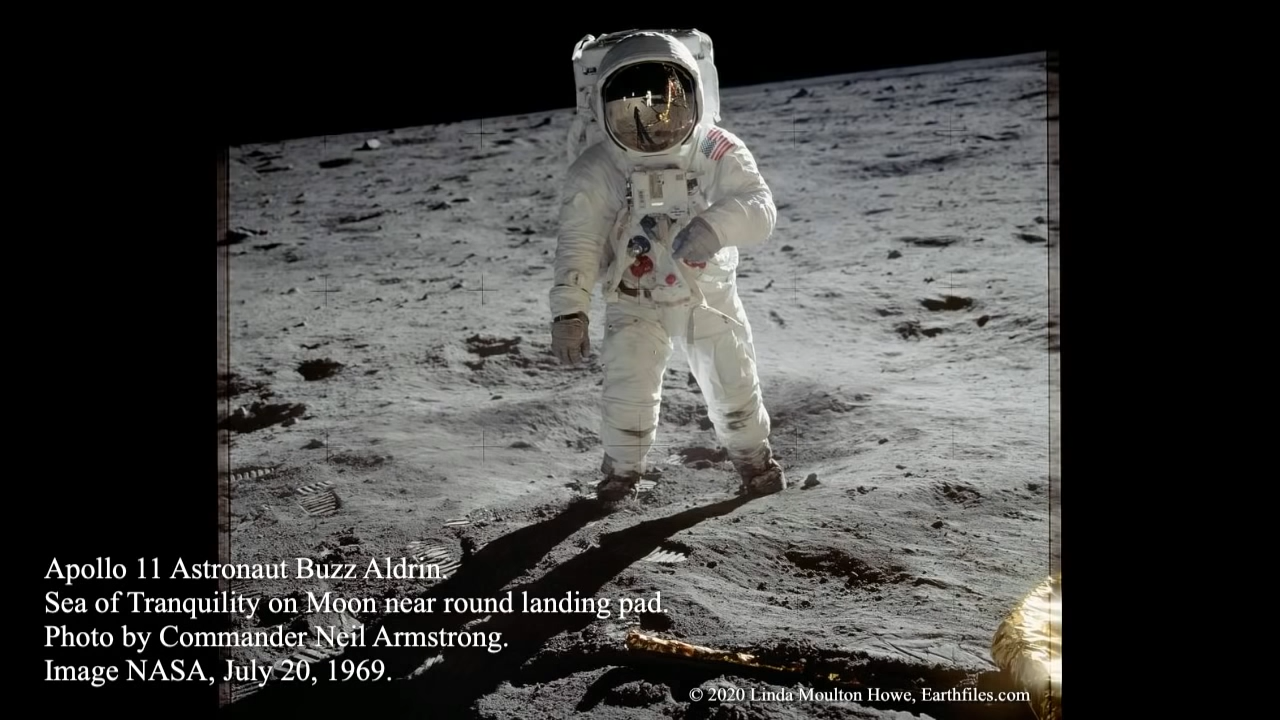 Apollo 11 Astronaut Buzz Aldrin.
Sea of Tranquility on Moon near round landing pad.
Photo by Commander Neil Armstrong.
Image NASA, July 20, 1969.
© 2020 Linda Moulton Howe, Earthfiles.com